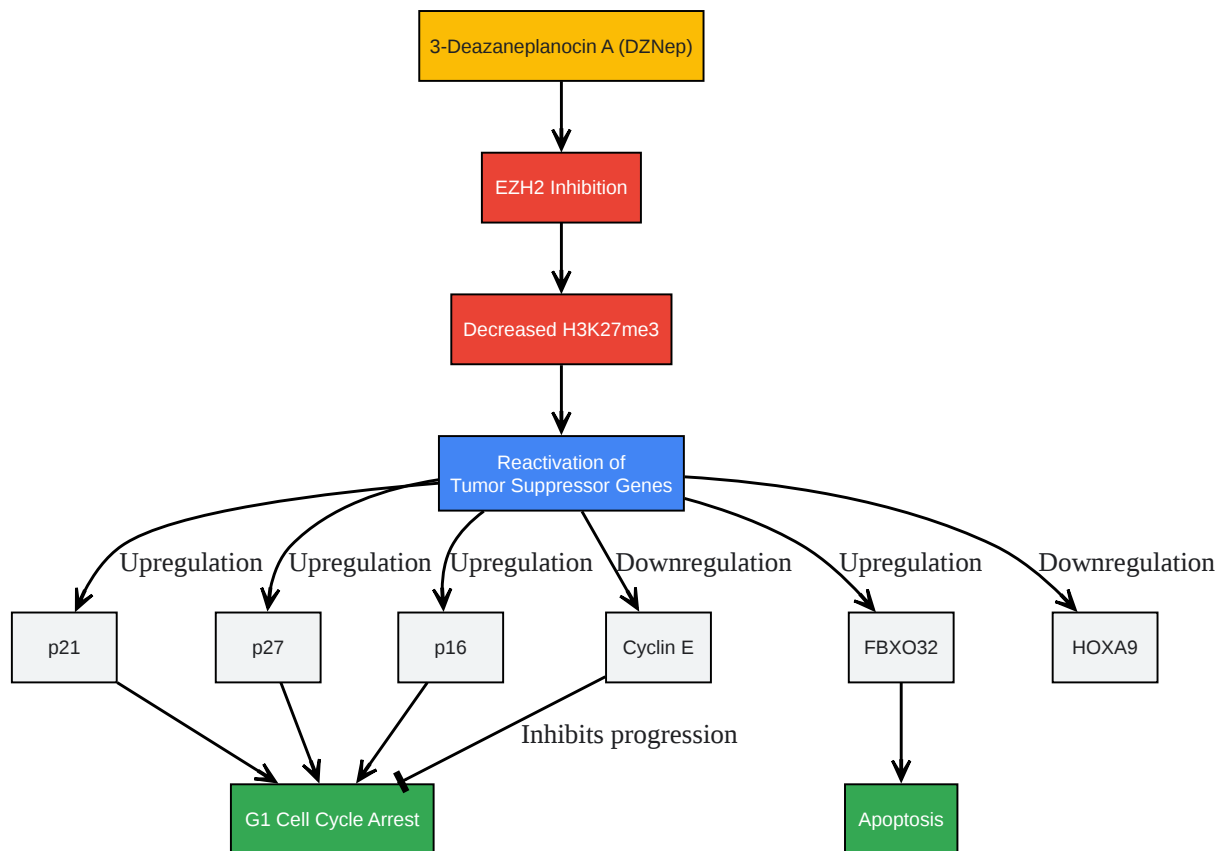 3-Deazaneplanocin A (DZNep)
EZH2 Inhibition
Decreased H3K27me3
Reactivation of
Tumor Suppressor Genes
Upregulation
Upregulation
Upregulation
Downregulation
Upregulation
Downregulation
p21
p27
p16
Cyclin E
FBXO32
HOXA9
Inhibits progression
G1 Cell Cycle Arrest
Apoptosis